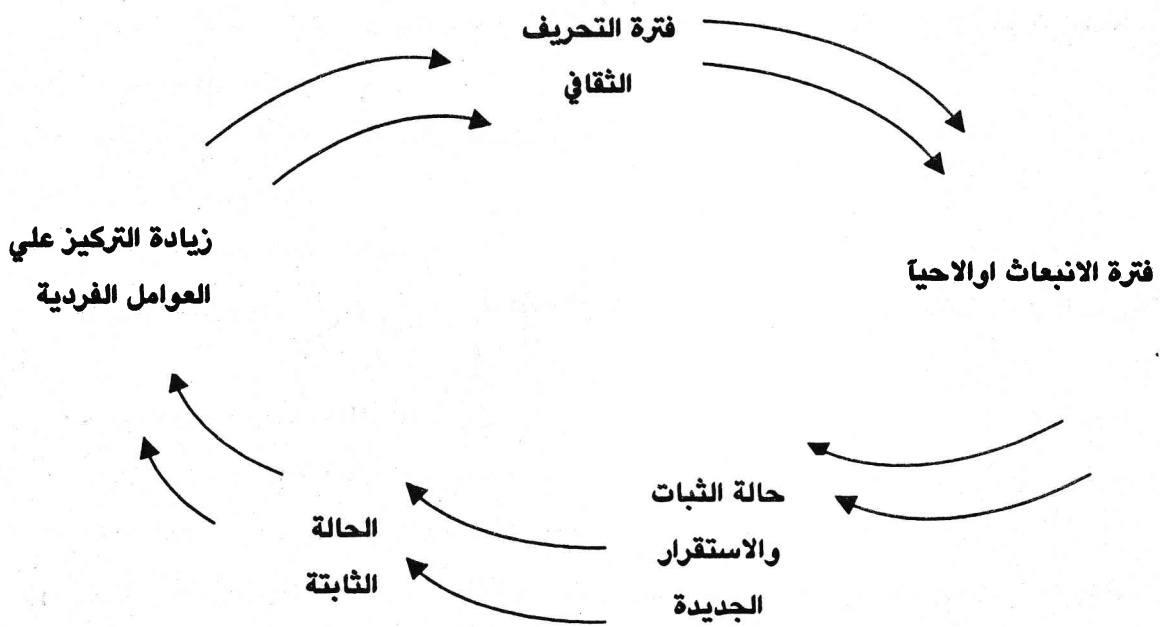 فترة التحريف
الثقافي
زيادة التركيز علي
العوامل الفردية
فترة الانبعاث اوالاحيآ
حالة الثبات
والاستقرار
الجديدة
الحالة
الثابتة